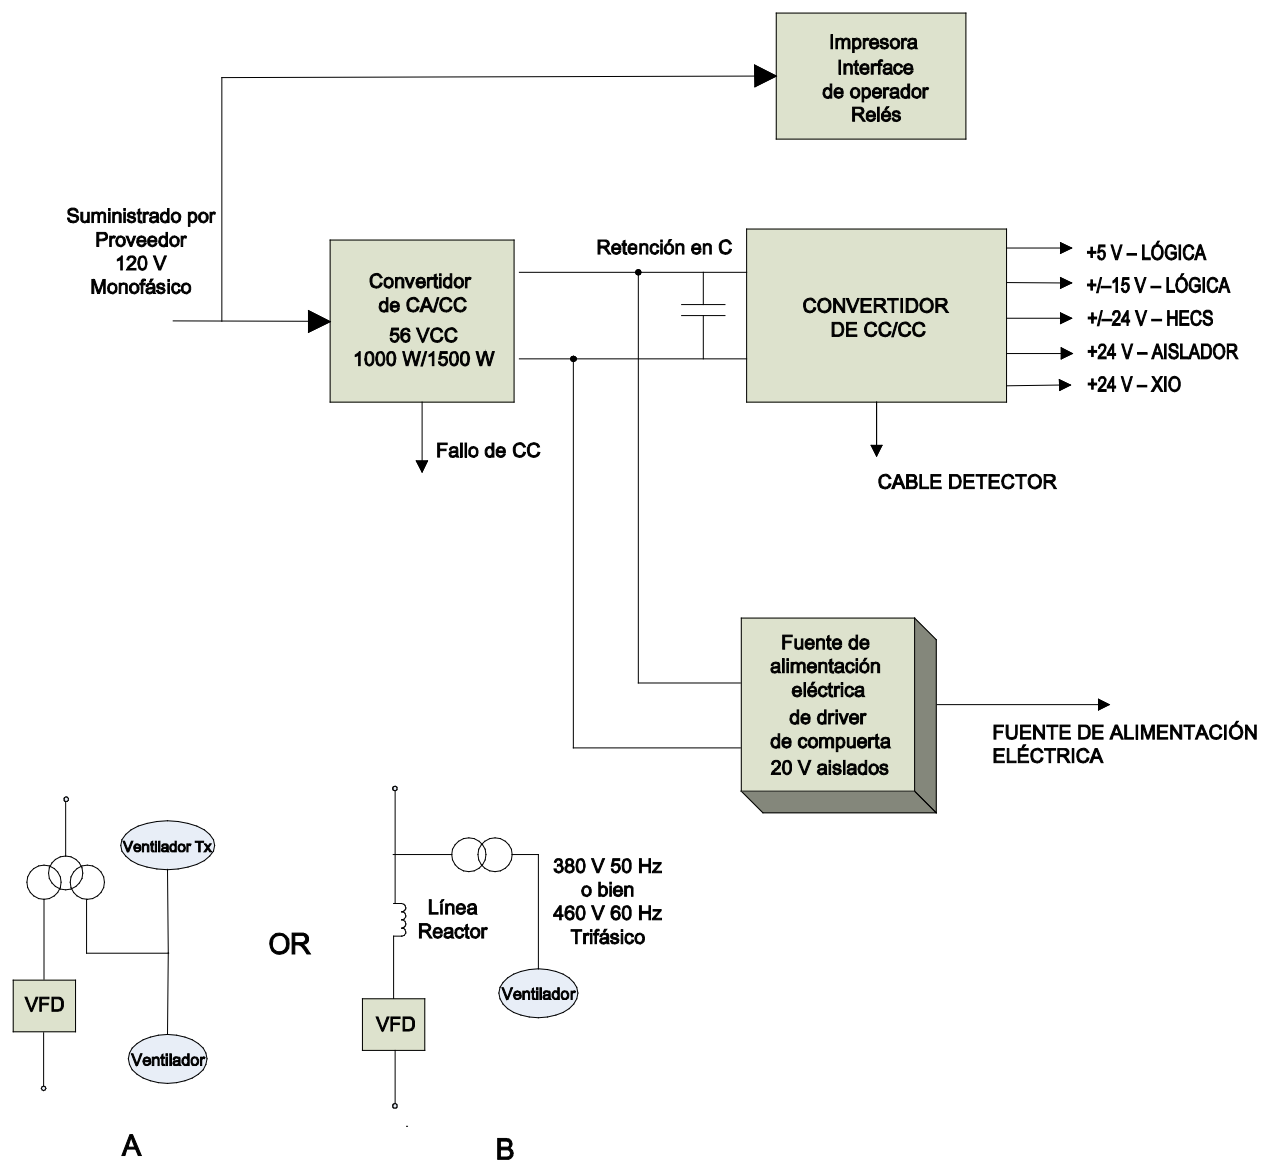 Impresora
Interface
de operador
Relés
Suministrado por
Proveedor
120 V
Monofásico
Convertidor
de CA/CC
56 VCC
1000 W/1500 W
Retención en C
CONVERTIDOR
DE CC/CC
+5 V – LÓGICA
+/–15 V – LÓGICA
+/–24 V – HECS
+24 V – AISLADOR
+24 V – XIO
Fallo de CC
CABLE DETECTOR
Fuente de
alimentación
eléctrica
de driver
de compuerta
20 V aislados
FUENTE DE ALIMENTACIÓN
ELÉCTRICA
Ventilador Tx
VFD
Ventilador
A
OR
Línea
Reactor
380 V 50 Hz
o bien
460 V 60 Hz
Trifásico
Ventilador
VFD
B